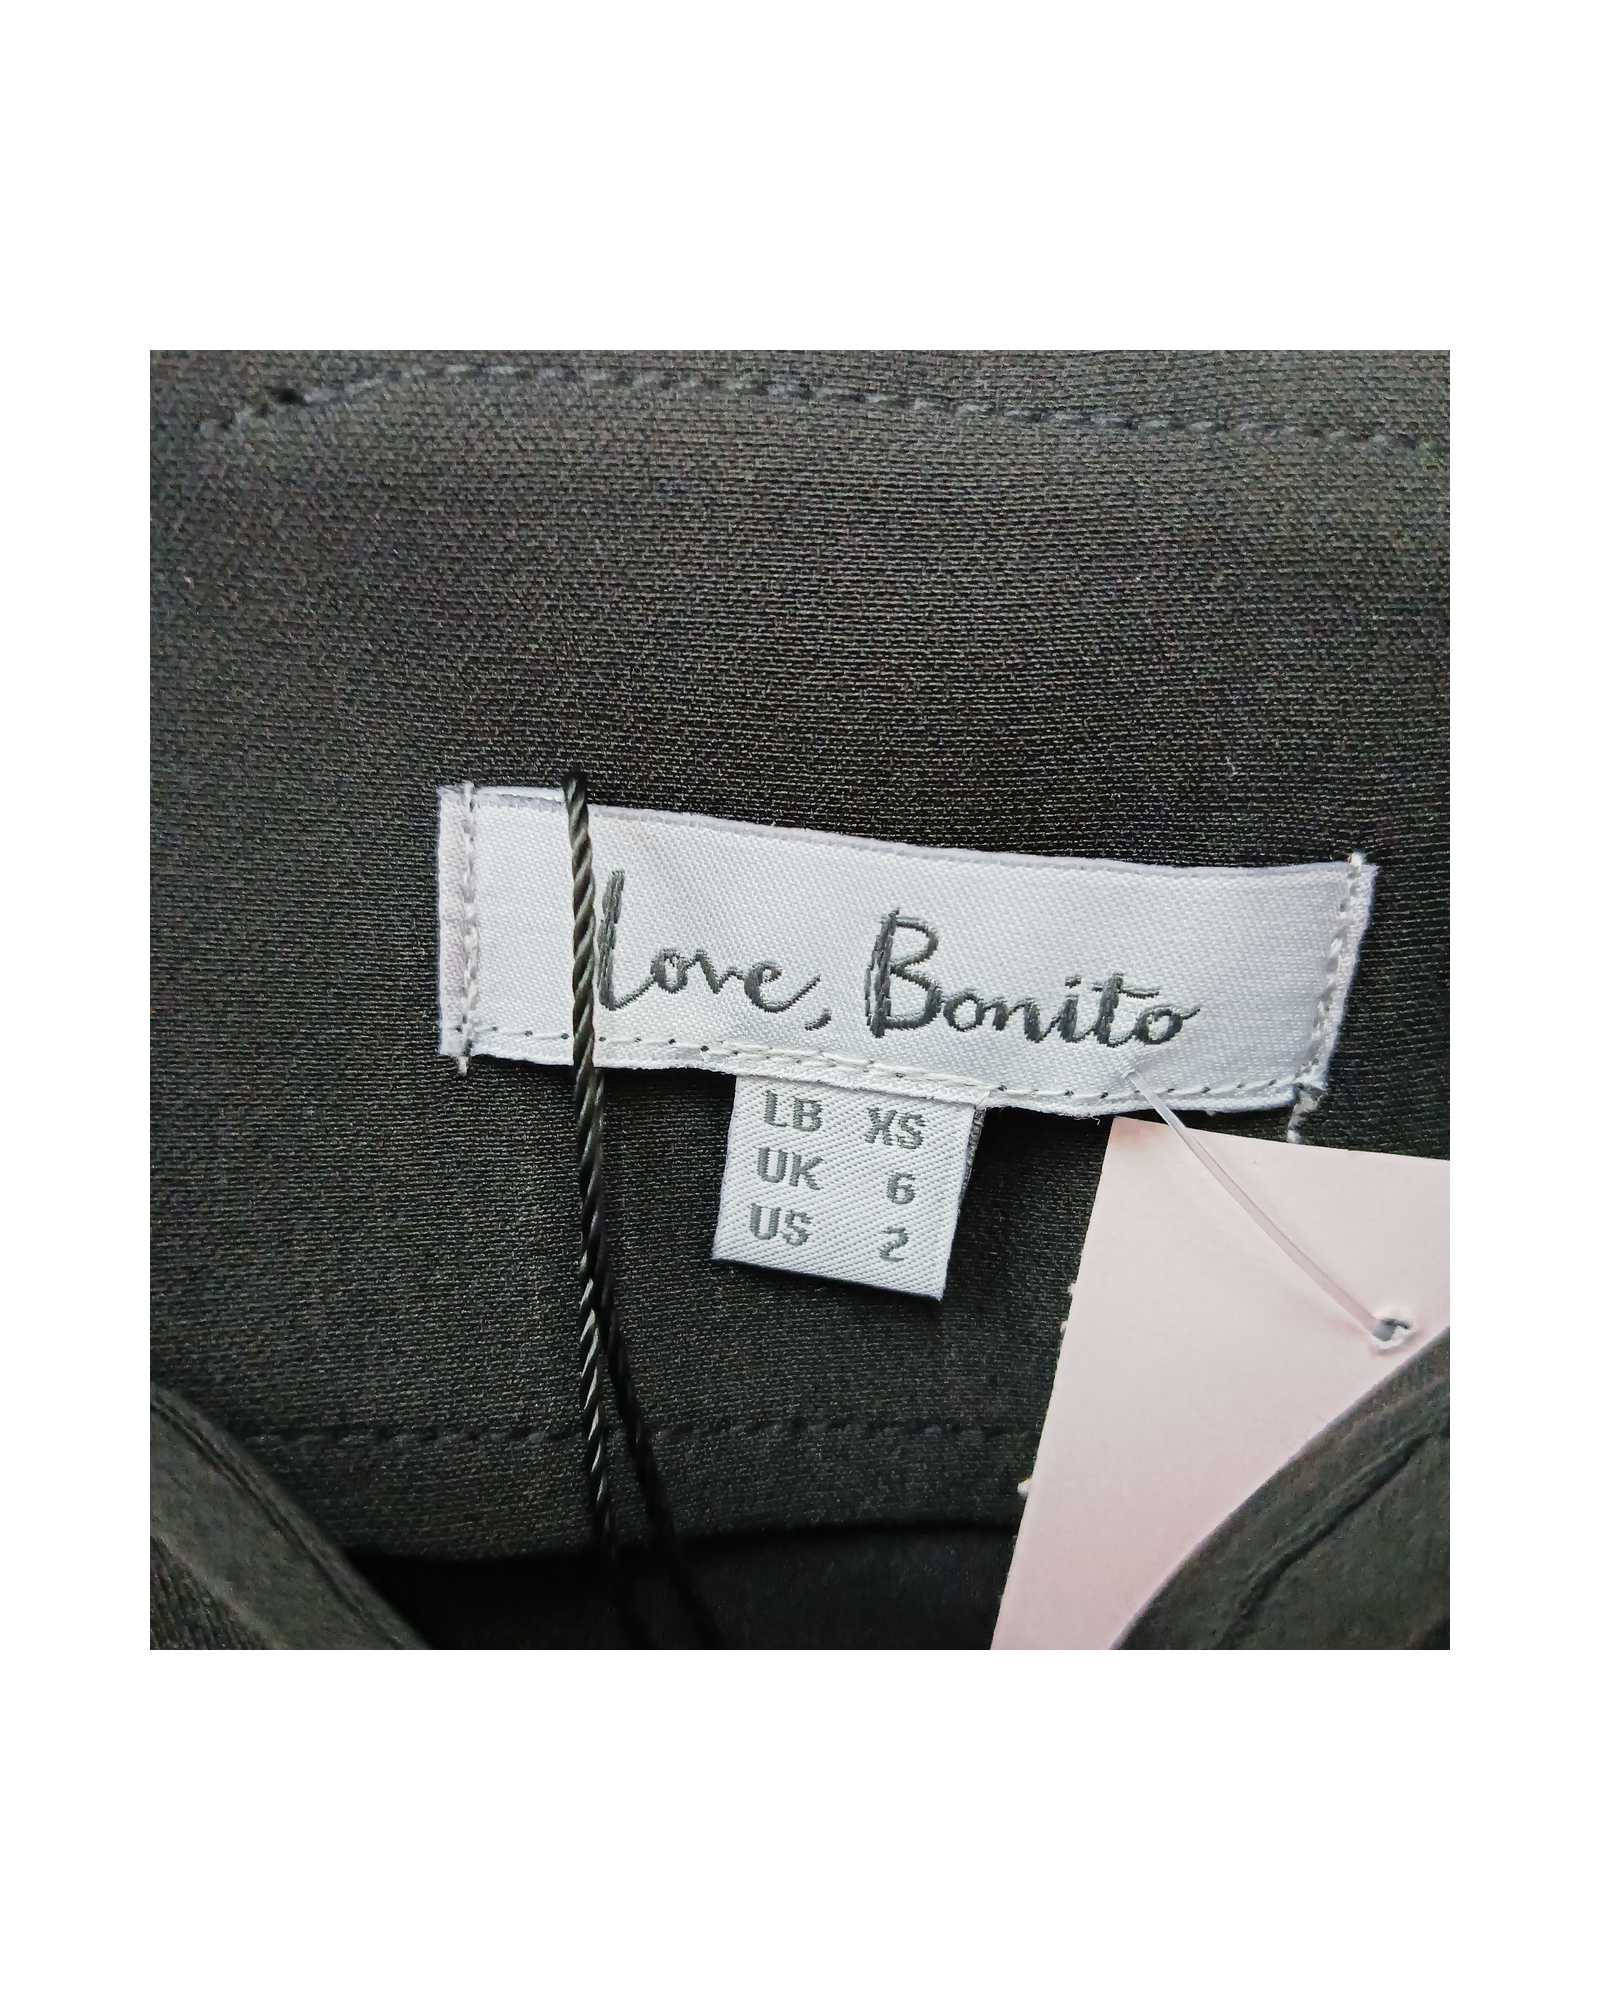 Love, Bonito
LB XS
UK 6
US 2